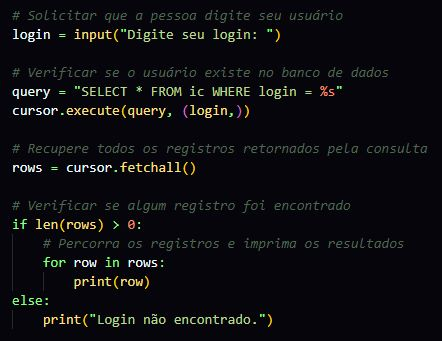 # Solicitar que a pessoa digite seu usuário
login = input("Digite seu login: ")
# Verificar se o usuário existe no banco de dados
query = "SELECT * FROM ic WHERE login = %s"
cursor.execute(query, (login,))
# Recupere todos os registros retornados pela consulta
rows = cursor.fetchall()
# Verificar se algum registro foi encontrado
if len(rows) > 0:
    # Percorra os registros e imprima os resultados
    for row in rows:
        print(row)
else:
    print("Login não encontrado.")